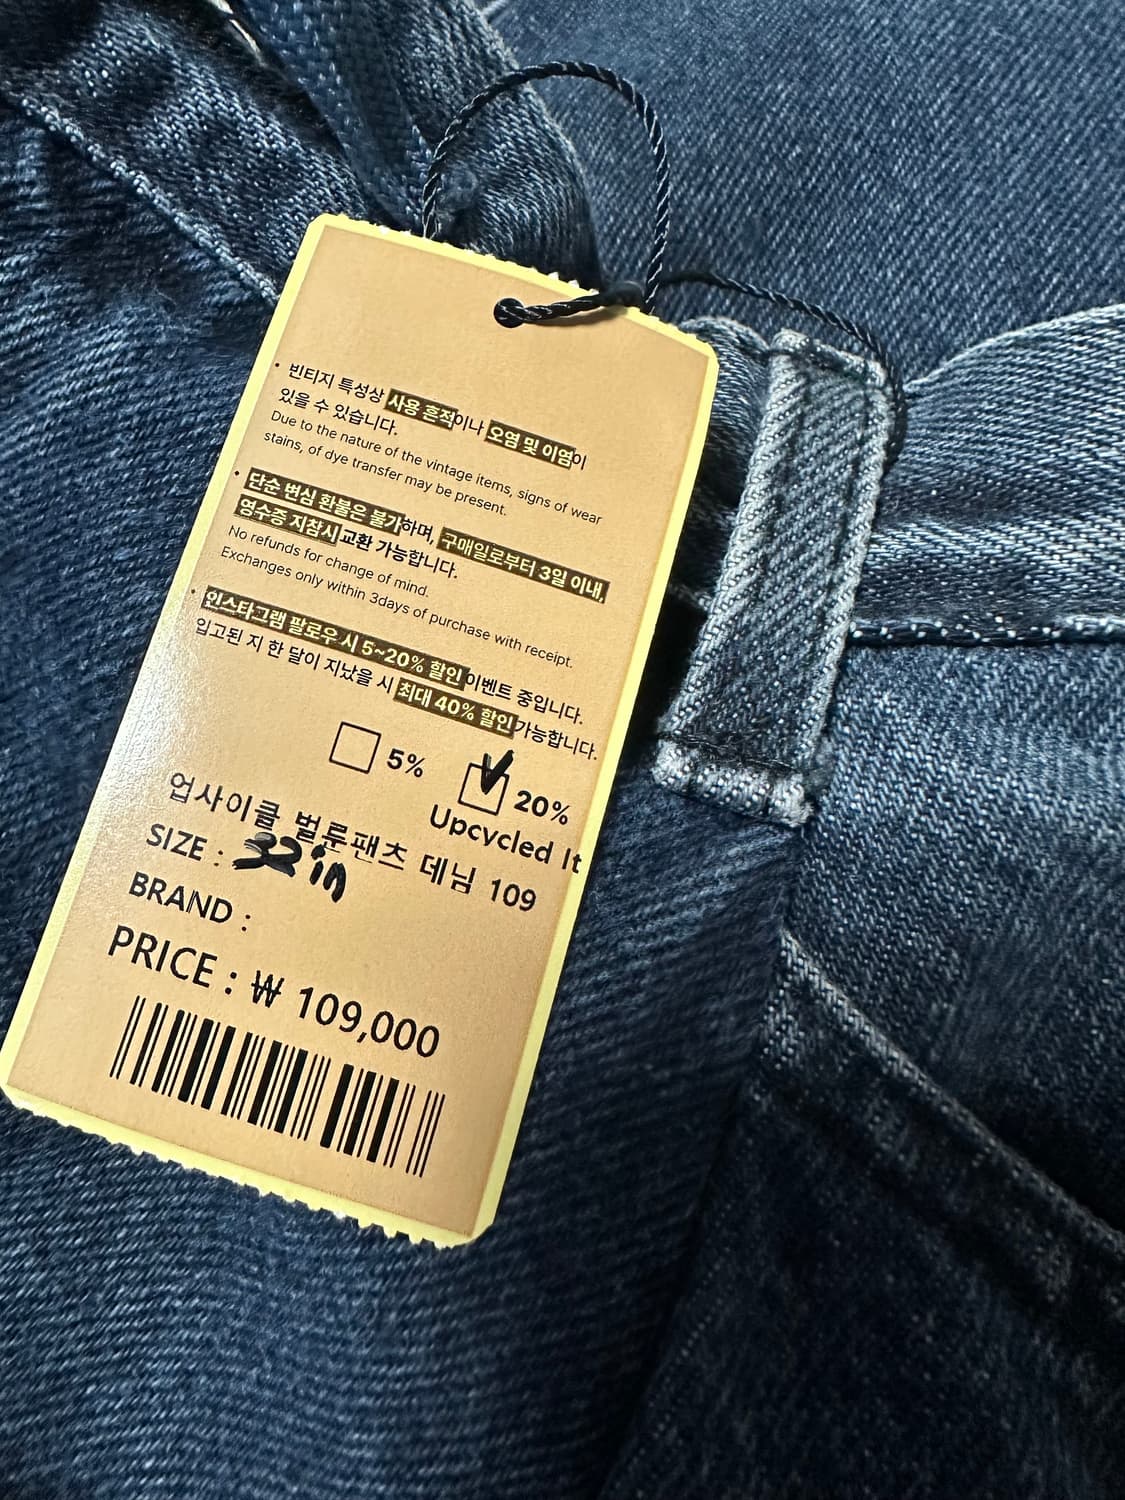 • 빈티지 특성상 사용 흔적이나 오염 및 이염이
있을 수 있습니다.
Due to the nature of the vintage items, signs of wear
stains, of dye transfer may be present.
• 단순 변심 환불은 불가하며, 구매일로부터 3일 이내,
영수증 지참시 교환 가능합니다.
No refunds for change of mind.
Exchanges only within 3days of purchase with receipt.
• 인스타그램 팔로우 시 5~20% 할인 이벤트 중입니다.
입고된 지 한 달이 지났을 시 최대 40% 할인 가능합니다.
5% 20%
Upcycled It
업사이클 벌룬팬츠 데님 109
SIZE : 32 in
BRAND :
PRICE : ₩ 109,000